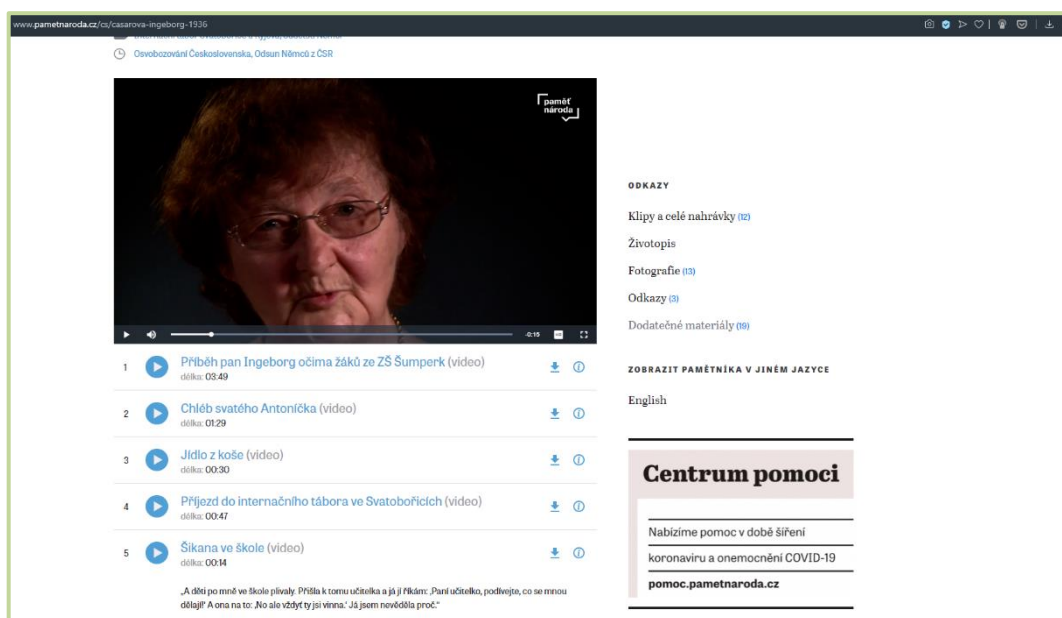 www.pametnaroda.cz/cs/casarova-ingeborg-1936
Osvobozování Československa, Odsun Němců z ČSR
paměť
národa
-0:15
ODKAZY
Klipy a celé nahrávky (12)
Životopis
Fotografie (13)
Odkazy (3)
Dodatečné materiály (19)
ZOBRAZIT PAMĚTNÍKA V JINÉM JAZYCE
English
1 Příběh pan Ingeborg očima žáků ze ZŠ Šumperk (video)
délka: 03:49
2 Chléb svatého Antoníčka (video)
délka: 01:29
3 Jídlo z koše (video)
délka: 00:30
4 Příjezd do internačního tábora ve Svatobořicích (video)
délka: 00:47
5 Šikana ve škole (video)
délka: 00:14
„A děti po mně ve škole plivaly. Přišla k tomu učitelka a já jí říkám: ‚Paní učitelko, podívejte, co se mnou
dělají!' A ona na to: ‚No ale vždyť ty jsi vinna.' Já jsem nevěděla proč."
Centrum pomoci
Nabízíme pomoc v době šíření
koronaviru a onemocnění COVID-19
pomoc.pametnaroda.cz